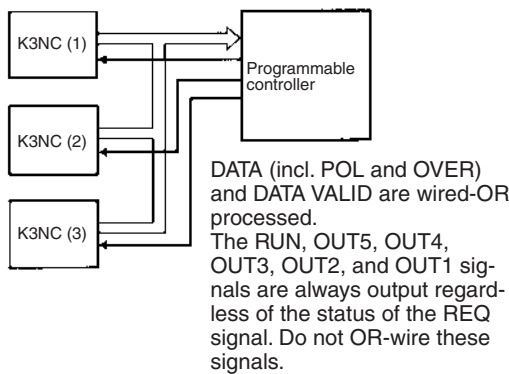 K3NC (1)
Programmable
controller
K3NC (2)
K3NC (3)
DATA (incl. POL and OVER)
and DATA VALID are wired-OR
processed.
The RUN, OUT5, OUT4,
OUT3, OUT2, and OUT1 sig-
nals are always output regard-
less of the status of the REQ
signal. Do not OR-wire these
signals.